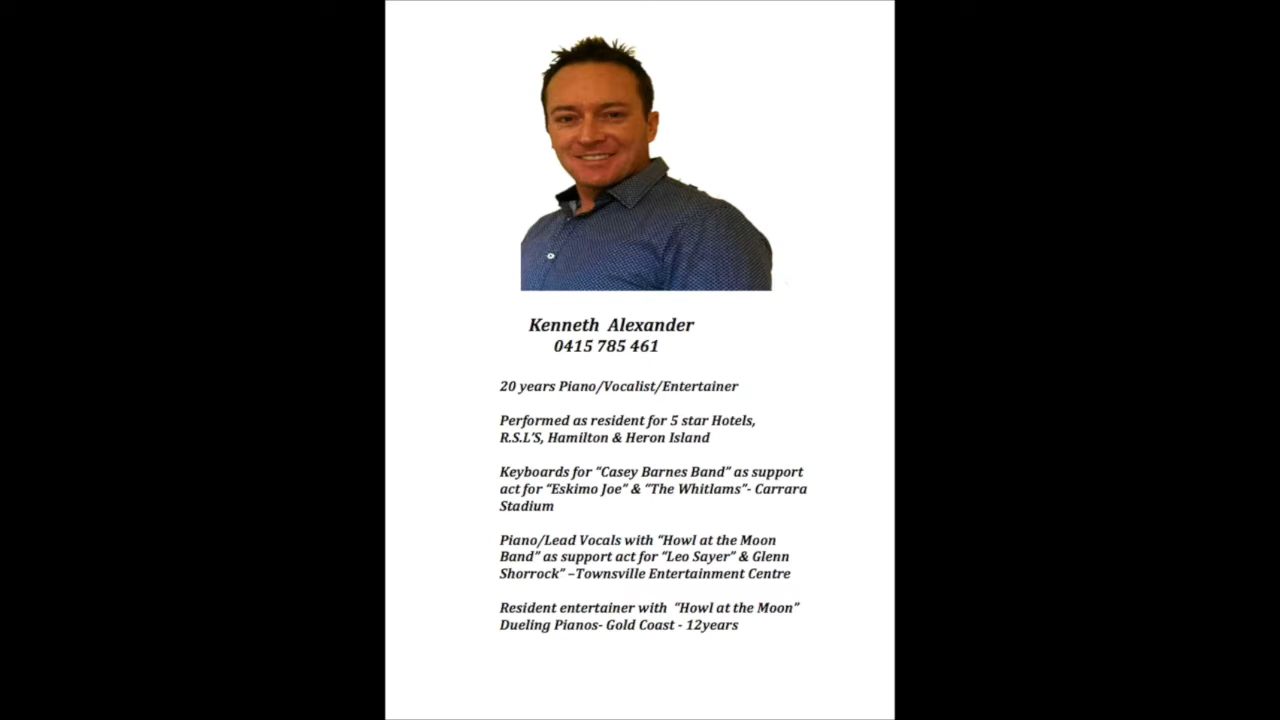 Kenneth Alexander
0415 785 461
20 years Piano/Vocalist/Entertainer
Performed as resident for 5 star Hotels,
R.S.L'S, Hamilton & Heron Island
Keyboards for “Casey Barnes Band” as support
act for “Eskimo Joe” & “The Whitlams”- Carrara
Stadium
Piano/Lead Vocals with “Howl at the Moon
Band” as support act for “Leo Sayer” & Glenn
Shorrock” –Townsville Entertainment Centre
Resident entertainer with “Howl at the Moon”
Dueling Pianos- Gold Coast - 12years